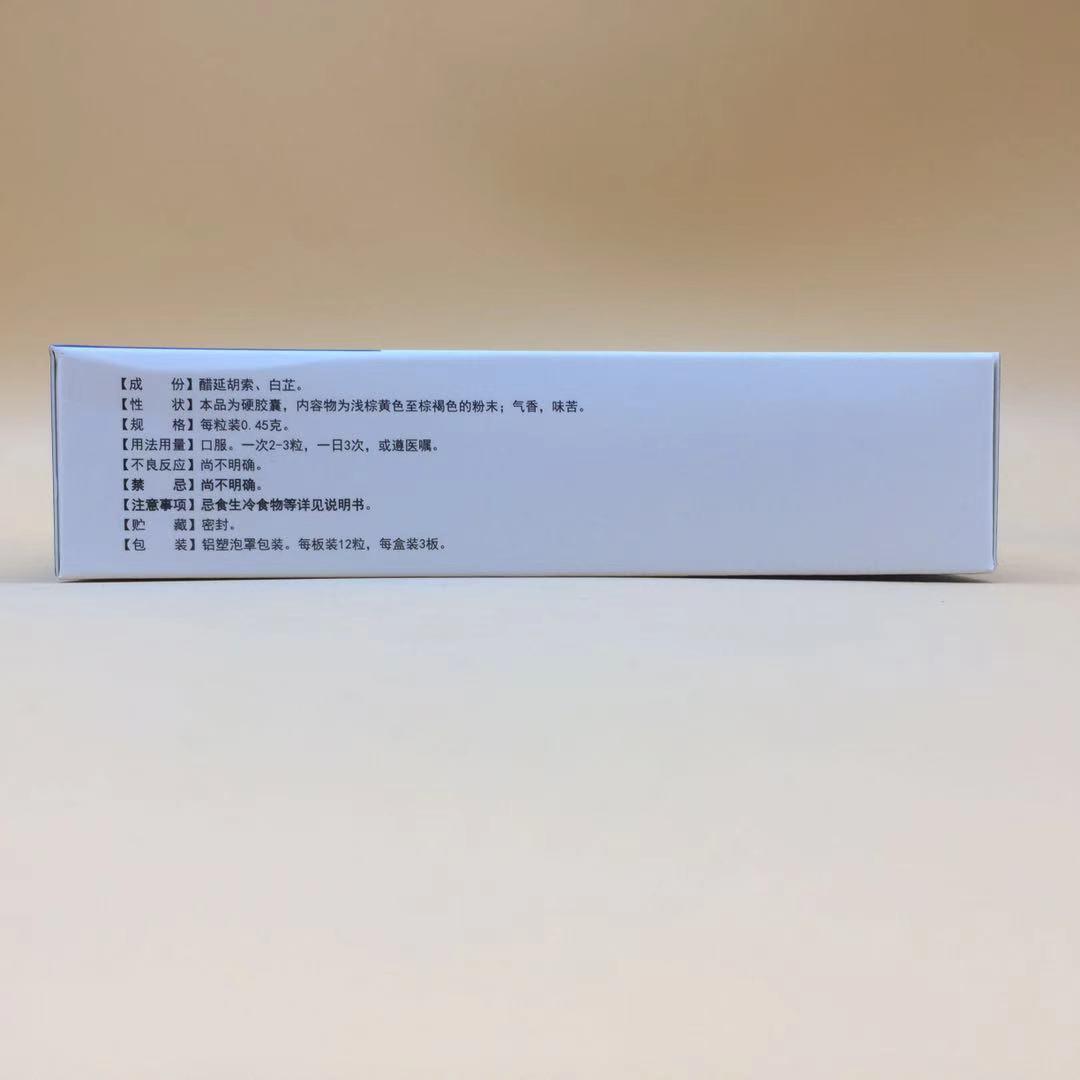 【成　份】醋延胡索、白芷。
【性　状】本品为硬胶囊，内容物为浅棕黄色至棕褐色的粉末；气香，味苦。
【规　格】每粒装0.45克。
【用法用量】口服。一次2-3粒，一日3次，或遵医嘱。
【不良反应】尚不明确。
【禁　忌】尚不明确。
【注意事项】忌食生冷食物等详见说明书。
【贮　藏】密封。
【包　装】铝塑泡罩包装。每板装12粒，每盒装3板。